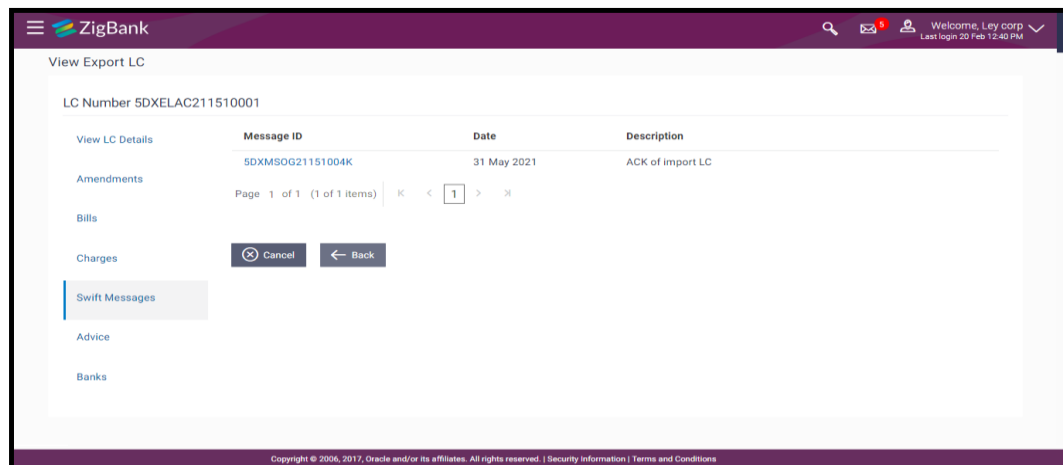 ZigBank
5
Welcome, Ley corp
Last login 20 Feb 12:40 PM
View Export LC
LC Number 5DXELAC211510001
View LC Details
Amendments
Bills
Charges
Swift Messages
Advice
Banks
Message ID Date Description
5DXMSOG21151004K 31 May 2021 ACK of import LC
Page 1 of 1 (1 of 1 items) K < 1 > >|
Cancel Back
Copyright © 2006, 2017, Oracle and/or its affiliates. All rights reserved. | Security Information | Terms and Conditions